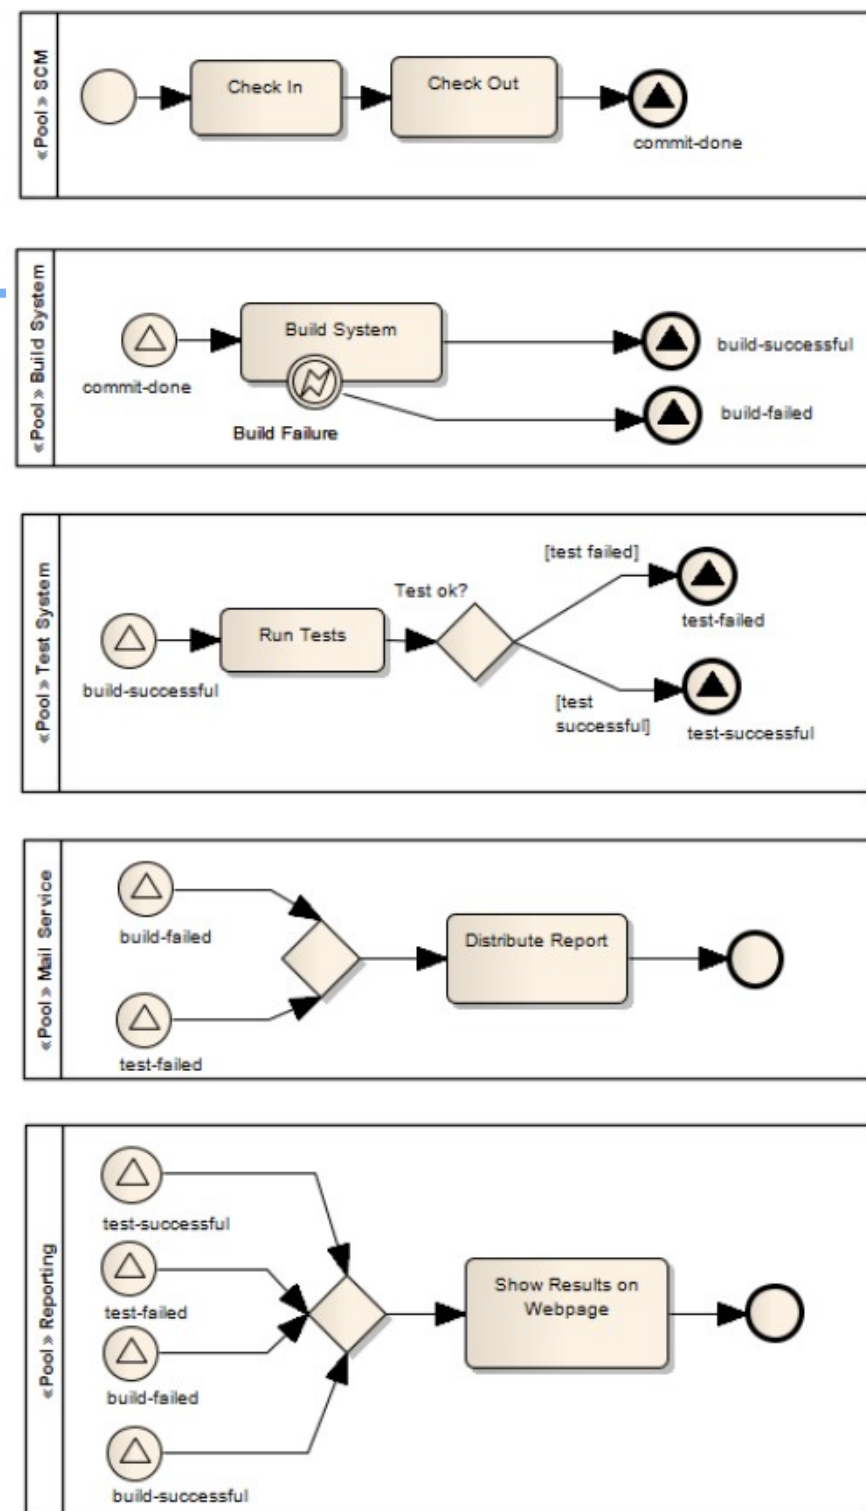 «Pool» SCM
Check In
Check Out
commit-done
«Pool» Build System
Build System
build-successful
commit-done
build-failed
Build Failure
«Pool» Test System
[test failed]
Test ok?
test-failed
Run Tests
build-successful
[test
successful]
test-successful
«Pool» Mail Service
build-failed
Distribute Report
test-failed
«Pool» Reporting
test-successful
test-failed
Show Results on
Webpage
build-failed
build-successful